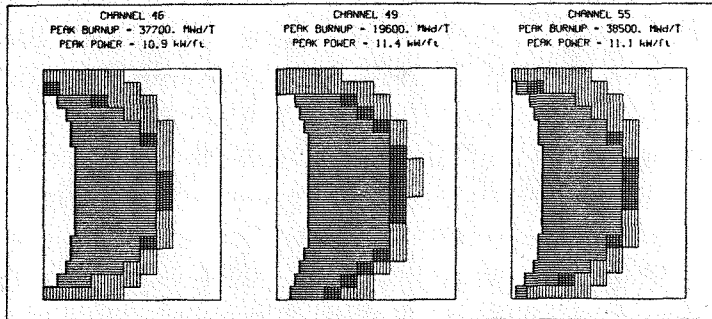 CHANNEL 46
PEAK BURNUP - 37700. MWd/T
PEAK POWER - 10.9 kW/ft
CHANNEL 49
PEAK BURNUP - 19600. MWd/T
PEAK POWER - 11.4 kW/ft
CHANNEL 55
PEAK BURNUP - 38500. MWd/T
PEAK POWER - 11.1 kW/ft